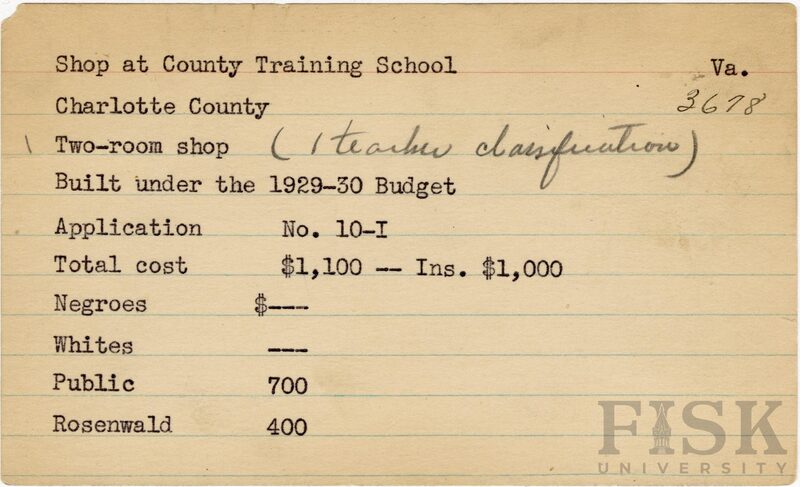 Shop at County Training School Va.
Charlotte County 3678
Two-room shop (1 teacher classification)
Built under the 1929-30 Budget
Application No. 10-I
Total cost $1,100 -- Ins. $1,000
Negroes $---
Whites ---
Public 700
Rosenwald 400
FISK
UNIVERSITY